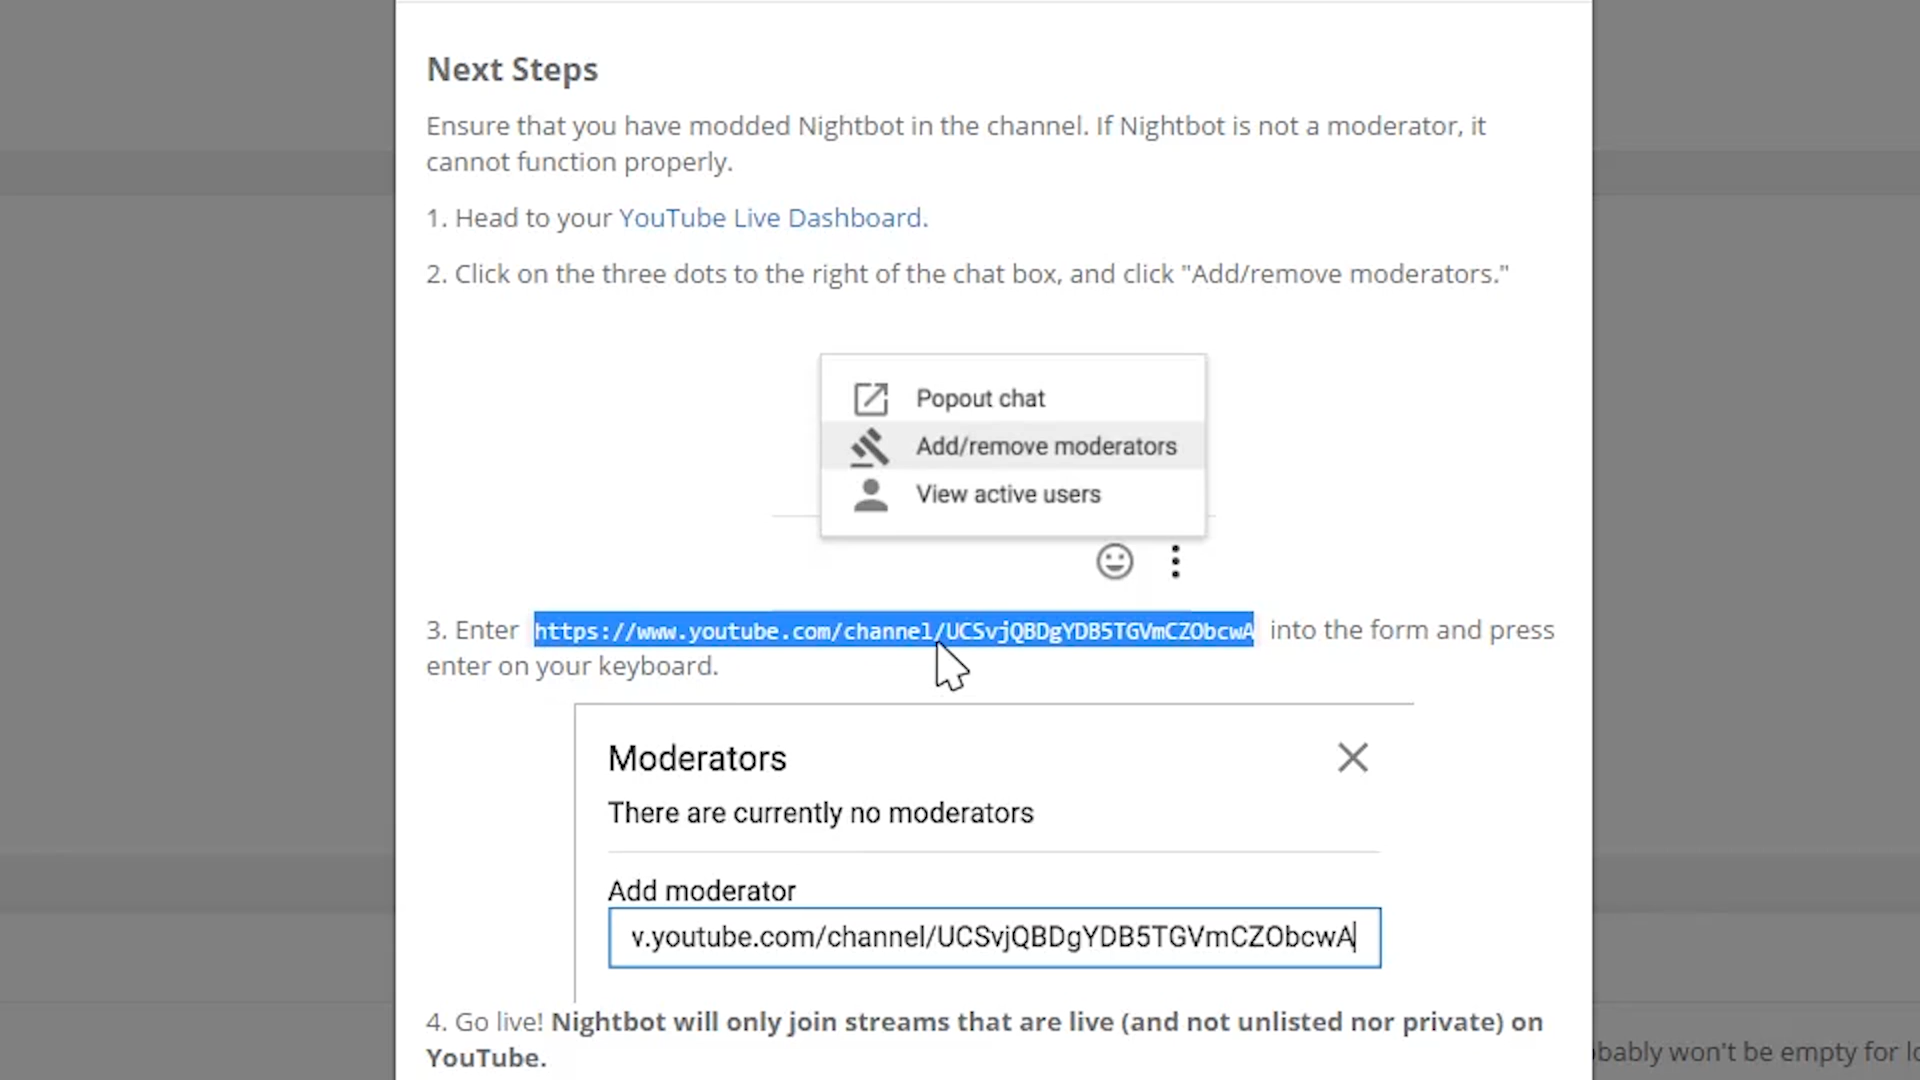 Next Steps
Ensure that you have modded Nightbot in the channel. If Nightbot is not a moderator, it
cannot function properly.
1. Head to your YouTube Live Dashboard.
2. Click on the three dots to the right of the chat box, and click "Add/remove moderators."
Popout chat
Add/remove moderators
View active users
3. Enter https://www.youtube.com/channel/UCSvjQBDgYDB5TGVmCZObcwA into the form and press
enter on your keyboard.
Moderators
There are currently no moderators
Add moderator
v.youtube.com/channel/UCSvjQBDgYDB5TGVmCZObcwA
4. Go live! Nightbot will only join streams that are live (and not unlisted nor private) on
YouTube.
bably won't be empty for lo